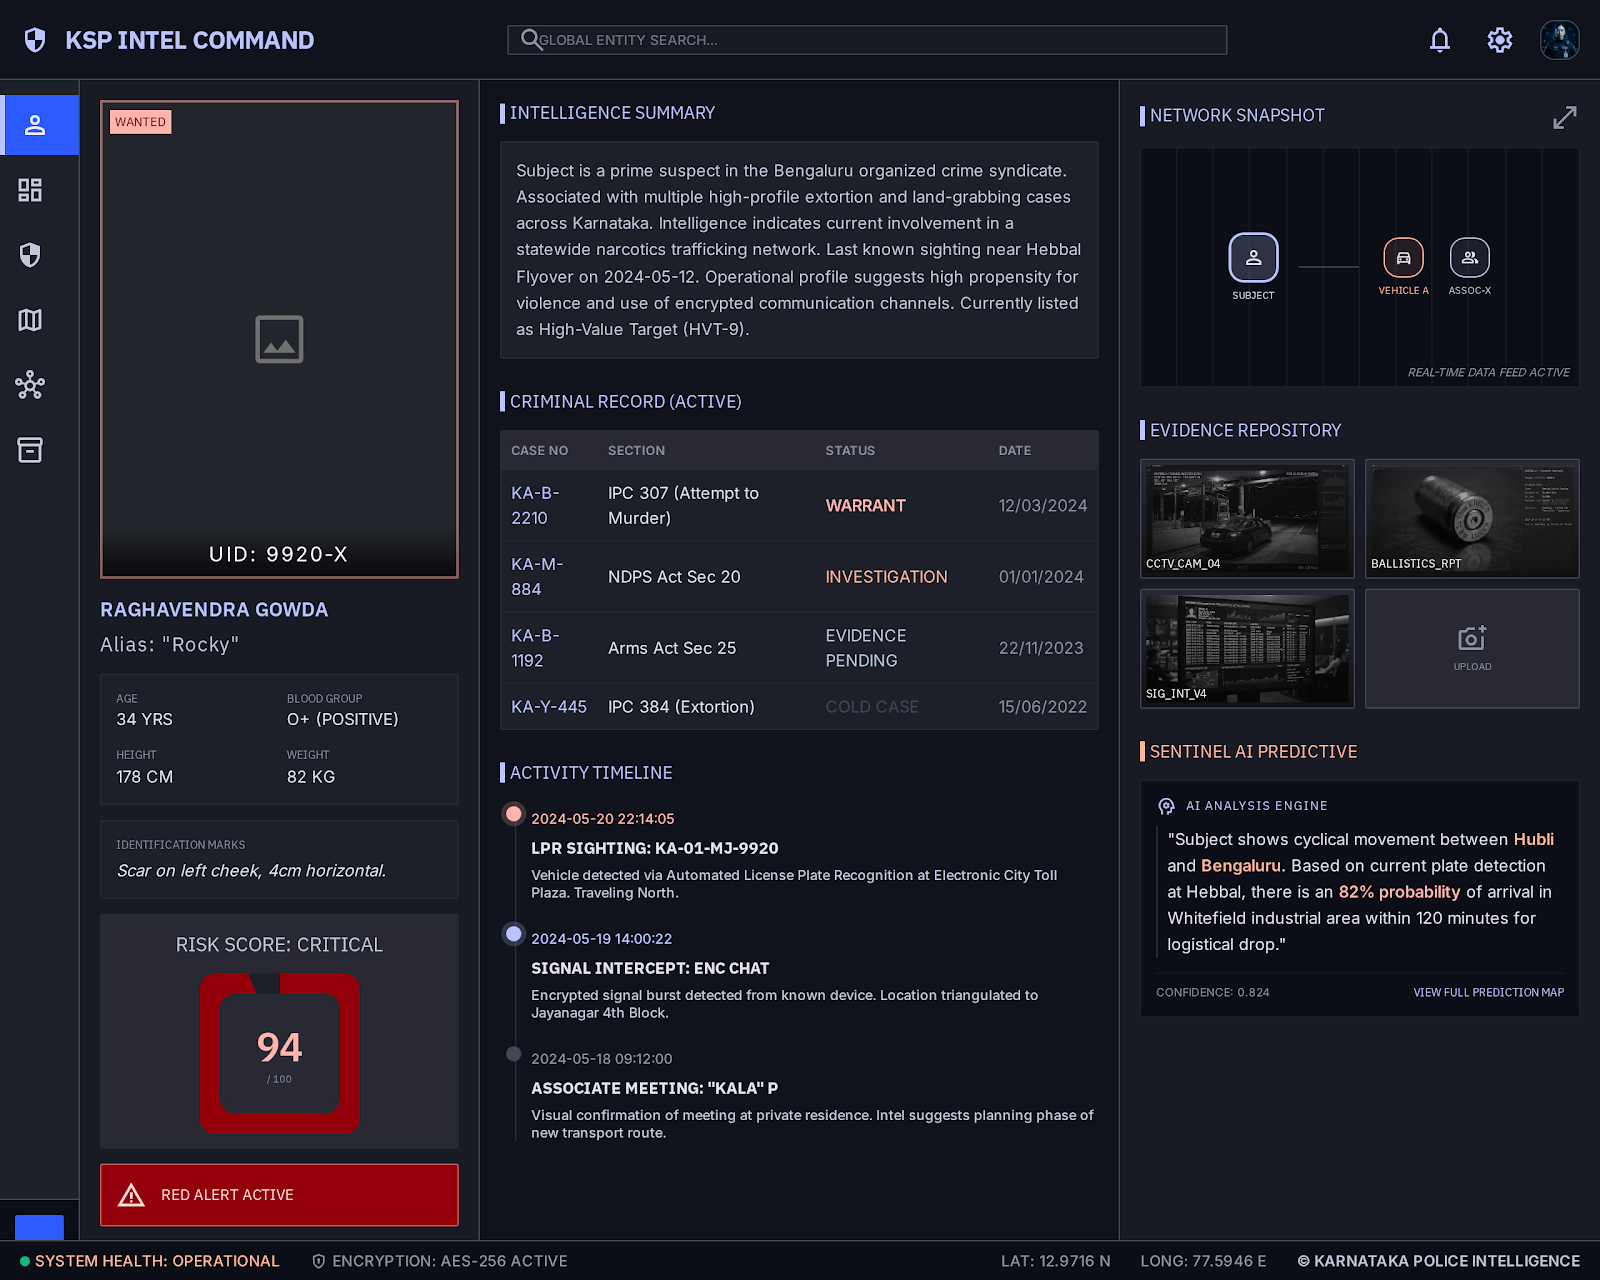 KSP INTEL COMMAND
GLOBAL ENTITY SEARCH...
WANTED
UID: 9920-X
RAGHAVENDRA GOWDA
Alias: "Rocky"
AGE
34 YRS
BLOOD GROUP
O+ (POSITIVE)
HEIGHT
178 CM
WEIGHT
82 KG
IDENTIFICATION MARKS
Scar on left cheek, 4cm horizontal.
RISK SCORE: CRITICAL
94
/ 100
RED ALERT ACTIVE
INTELLIGENCE SUMMARY
Subject is a prime suspect in the Bengaluru organized crime syndicate.
Associated with multiple high-profile extortion and land-grabbing cases
across Karnataka. Intelligence indicates current involvement in a
statewide narcotics trafficking network. Last known sighting near Hebbal
Flyover on 2024-05-12. Operational profile suggests high propensity for
violence and use of encrypted communication channels. Currently listed
as High-Value Target (HVT-9).
CRIMINAL RECORD (ACTIVE)
CASE NO SECTION STATUS DATE
KA-B-
2210
IPC 307 (Attempt to
Murder)
WARRANT
12/03/2024
KA-M-
884
NDPS Act Sec 20
INVESTIGATION
01/01/2024
KA-B-
1192
Arms Act Sec 25
EVIDENCE
PENDING
22/11/2023
KA-Y-445
IPC 384 (Extortion)
COLD CASE
15/06/2022
ACTIVITY TIMELINE
2024-05-20 22:14:05
LPR SIGHTING: KA-01-MJ-9920
Vehicle detected via Automated License Plate Recognition at Electronic City Toll
Plaza. Traveling North.
2024-05-19 14:00:22
SIGNAL INTERCEPT: ENC CHAT
Encrypted signal burst detected from known device. Location triangulated to
Jayanagar 4th Block.
2024-05-18 09:12:00
ASSOCIATE MEETING: "KALA" P
Visual confirmation of meeting at private residence. Intel suggests planning phase of
new transport route.
NETWORK SNAPSHOT
SUBJECT
VEHICLE A
ASSOC-X
REAL-TIME DATA FEED ACTIVE
EVIDENCE REPOSITORY
CCTV_CAM_04
BALLISTICS_RPT
SIG_INT_V4
UPLOAD
SENTINEL AI PREDICTIVE
AI ANALYSIS ENGINE
"Subject shows cyclical movement between Hubli
and Bengaluru. Based on current plate detection
at Hebbal, there is an 82% probability of arrival in
Whitefield industrial area within 120 minutes for
logistical drop."
CONFIDENCE: 0.824
VIEW FULL PREDICTION MAP
SYSTEM HEALTH: OPERATIONAL
ENCRYPTION: AES-256 ACTIVE
LAT: 12.9716 N
LONG: 77.5946 E
© KARNATAKA POLICE INTELLIGENCE